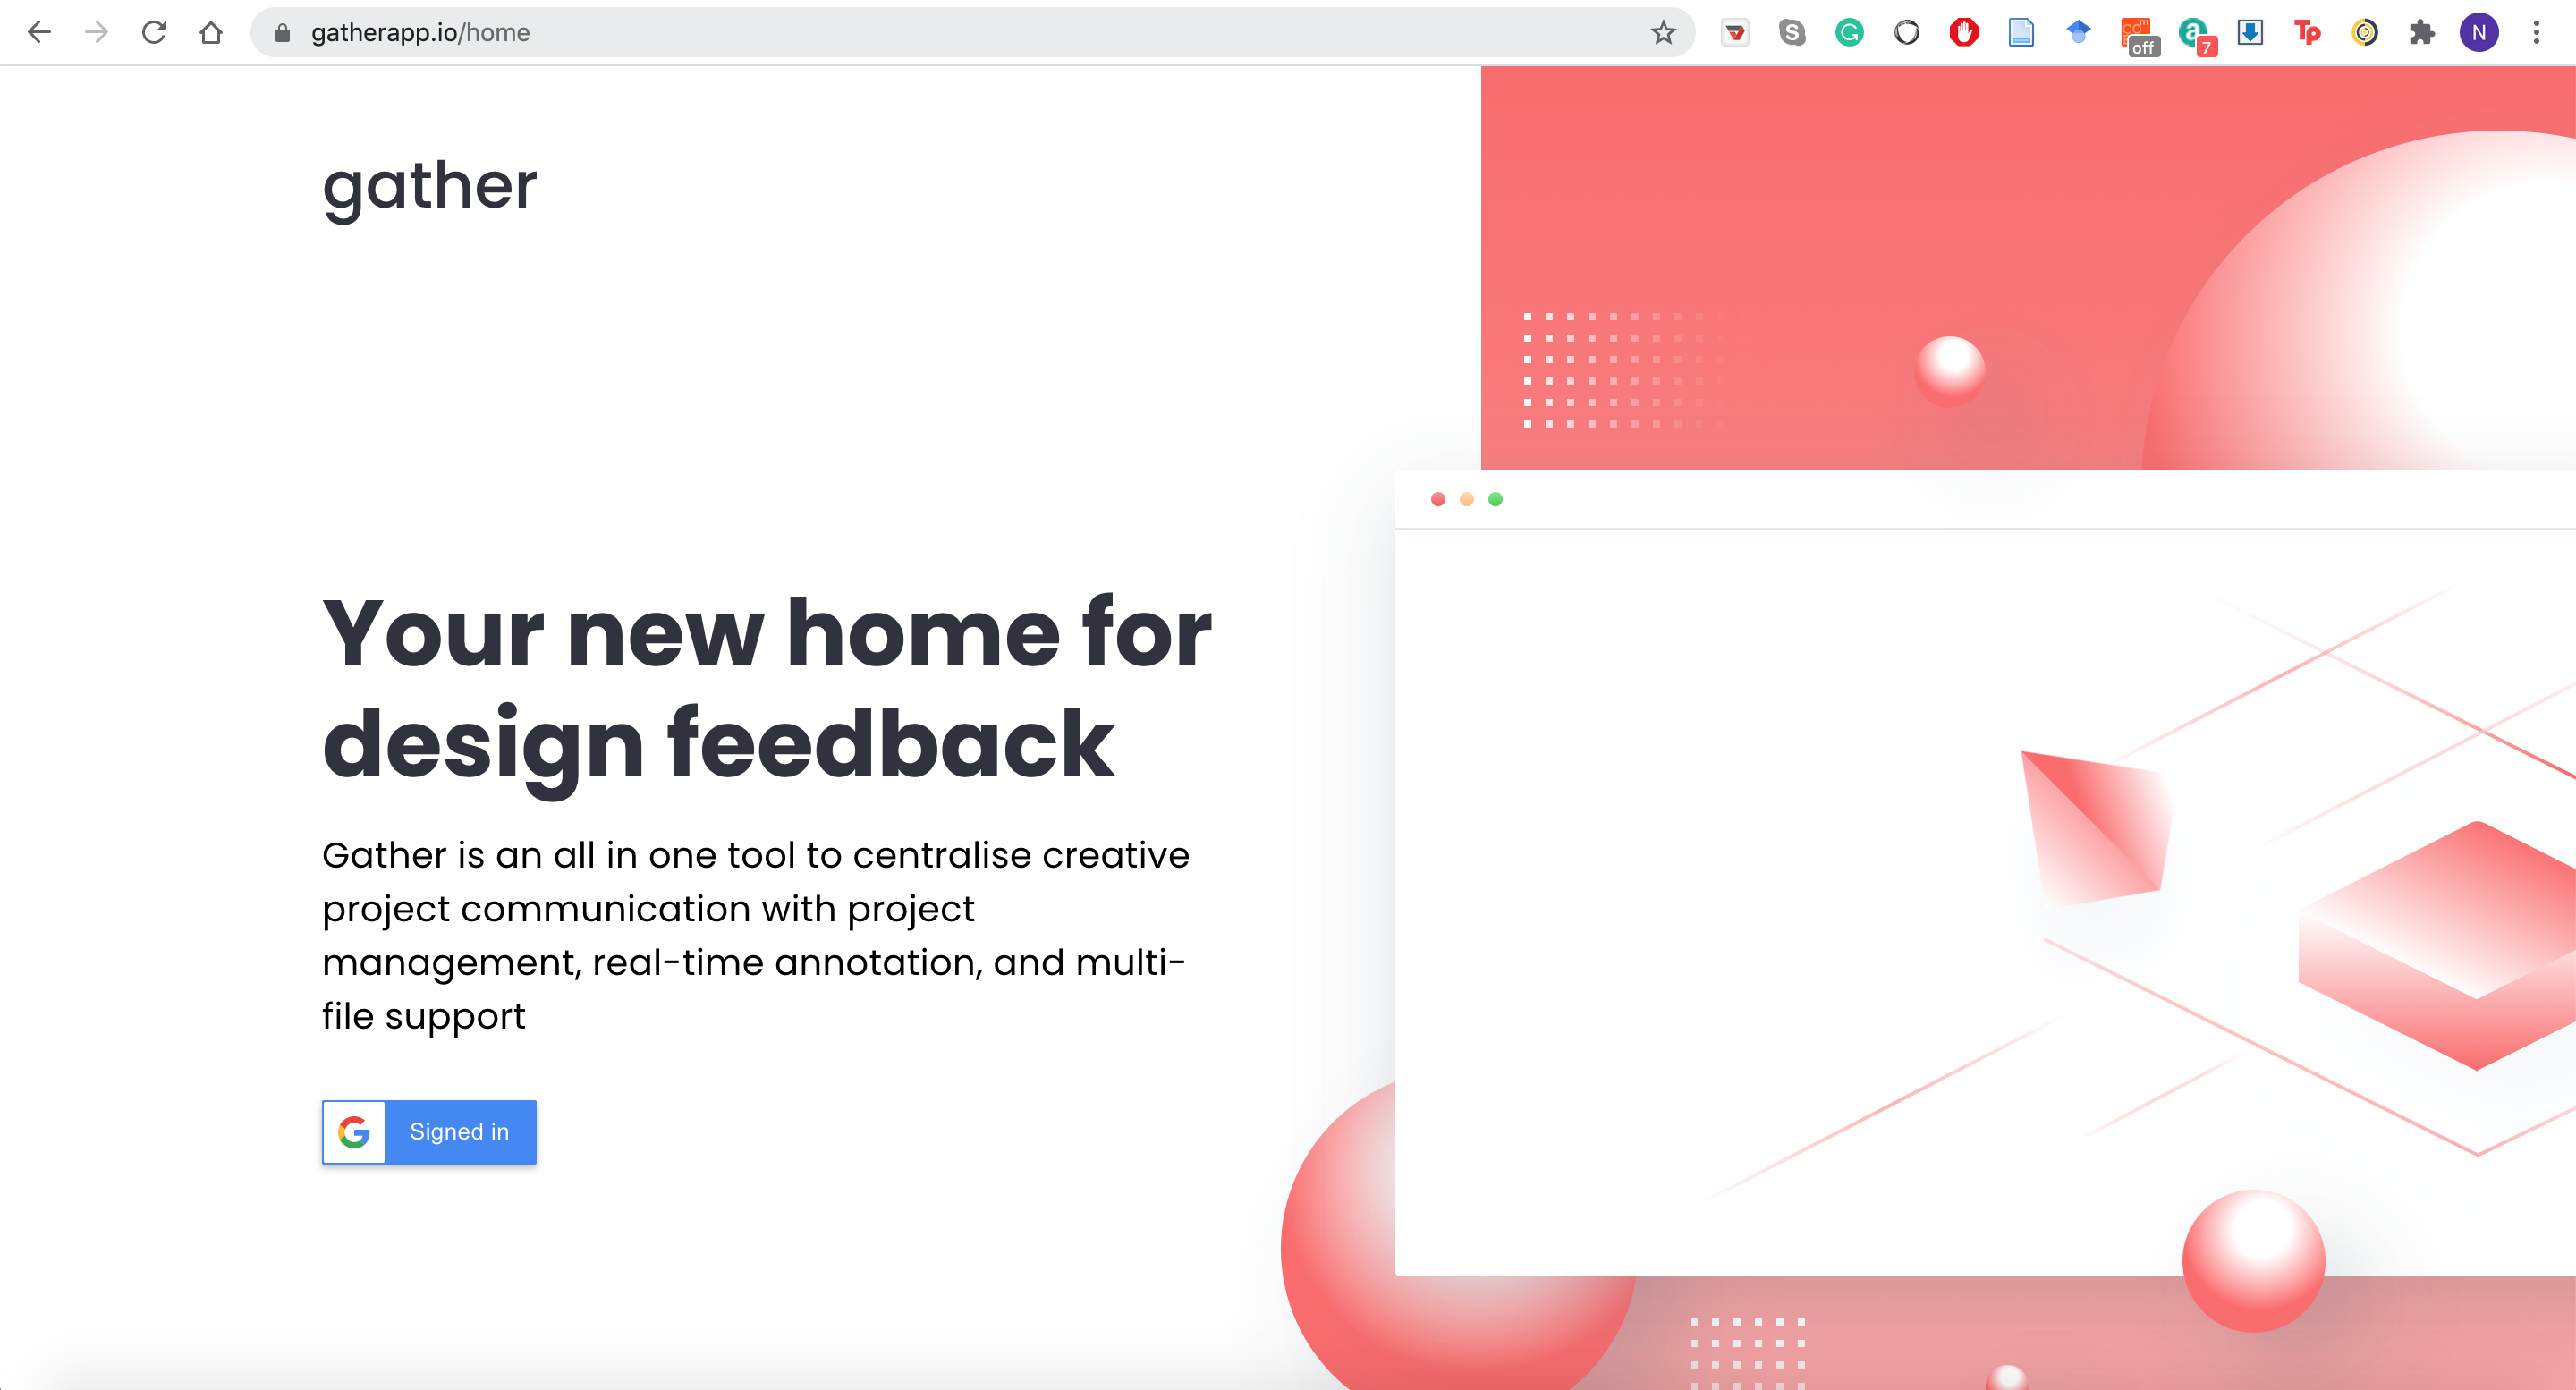 gatherapp.io/home
off
7
Tp
N
gather
Your new home for
design feedback
Gather is an all in one tool to centralise creative
project communication with project
management, real-time annotation, and multi-
file support
Signed in